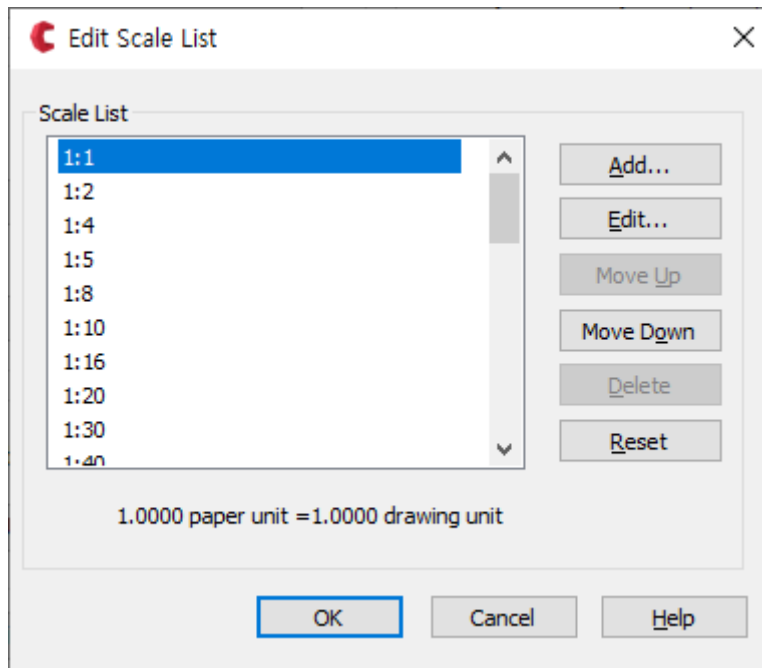 Edit Scale List
Scale List
1:1
1:2
1:4
1:5
1:8
1:10
1:16
1:20
1:30
1:40
Add...
Edit...
Move Up
Move Down
Delete
Reset
1.0000 paper unit =1.0000 drawing unit
OK
Cancel
Help